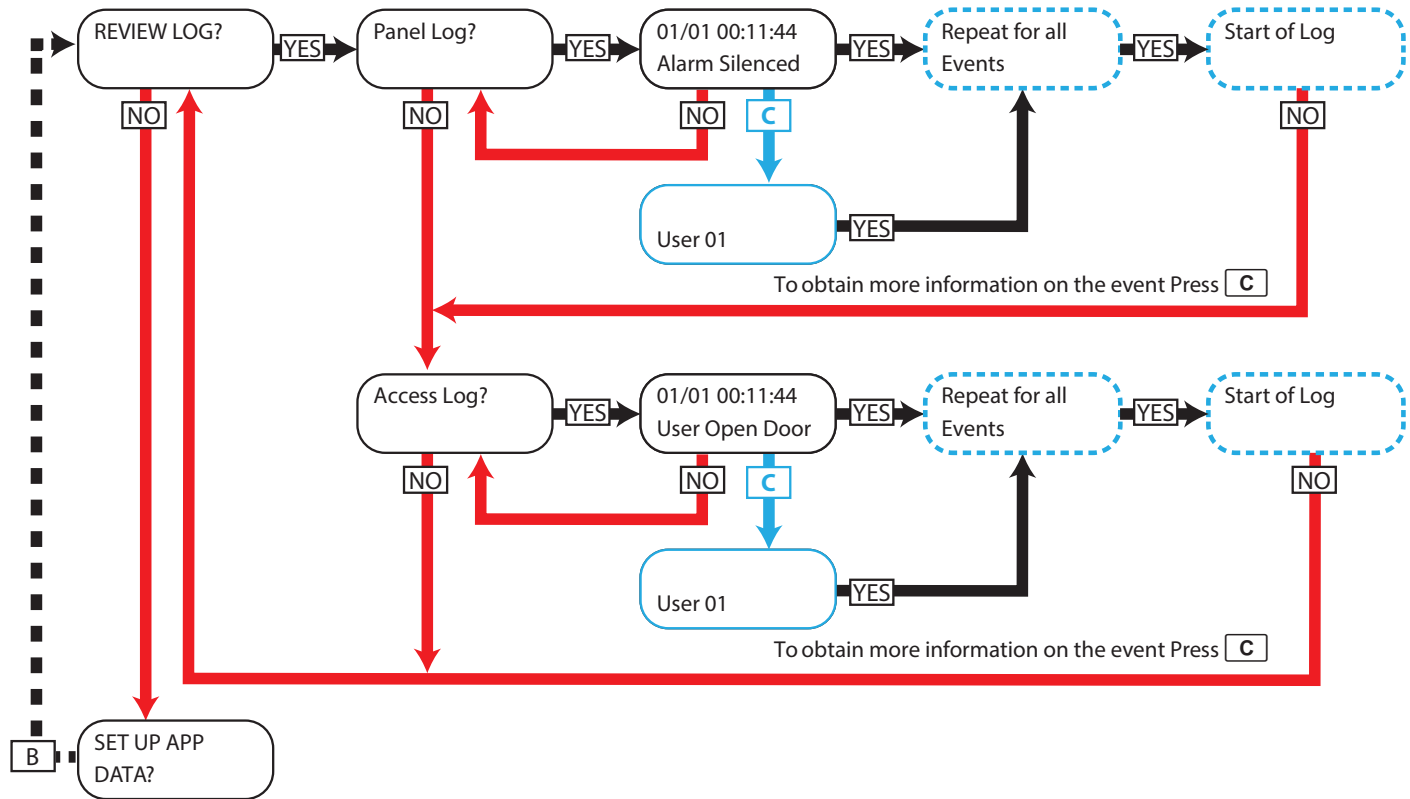 REVIEW LOG?
YES
Panel Log?
YES
01/01 00:11:44
Alarm Silenced
YES
Repeat for all
Events
YES
Start of Log
NO
NO
NO
C
NO
User 01
YES
To obtain more information on the event Press C
Access Log?
YES
01/01 00:11:44
User Open Door
YES
Repeat for all
Events
YES
Start of Log
NO
NO
C
NO
User 01
YES
To obtain more information on the event Press C
SET UP APP
DATA?
B